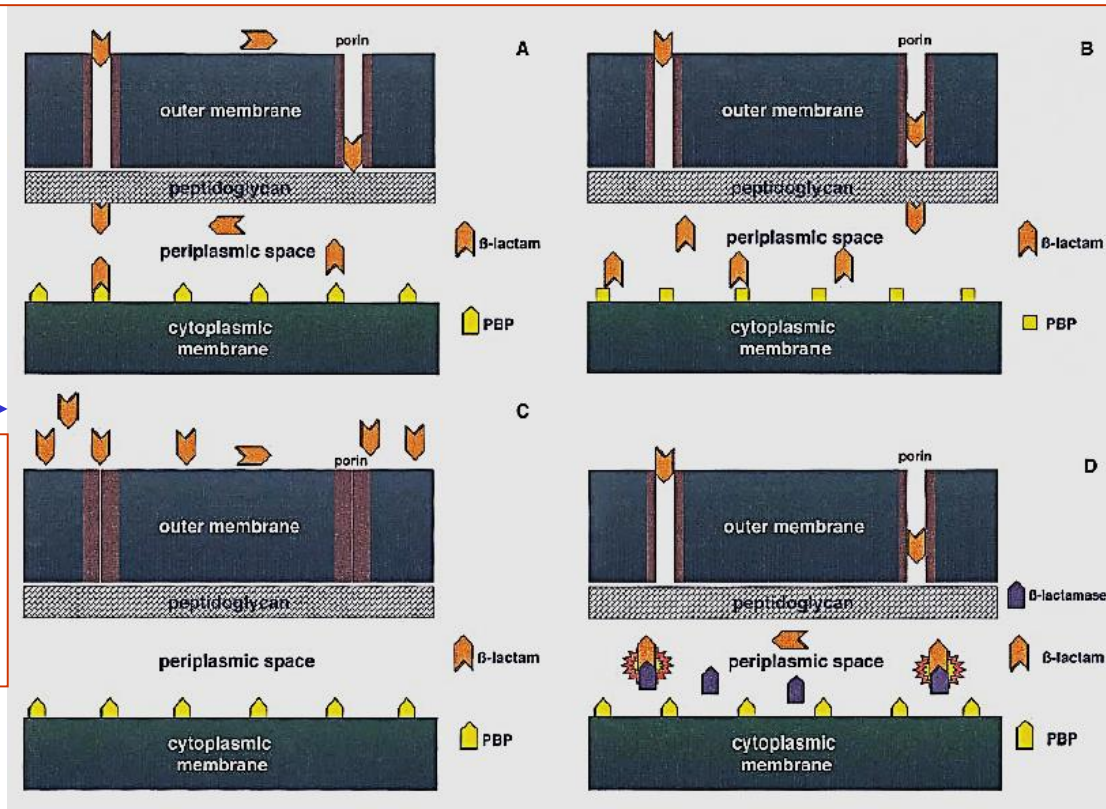 A
porin
outer membrane
peptidoglycan
periplasmic space
ß-lactam
cytoplasmic
membrane
PBP
B
porin
outer membrane
peptidoglycan
periplasmic space
ß-lactam
cytoplasmic
membrane
PBP
C
porin
outer membrane
peptidoglycan
periplasmic space
ß-lactam
cytoplasmic
membrane
PBP
D
porin
outer membrane
peptidoglycan
ß-lactamase
periplasmic space
ß-lactam
cytoplasmic
membrane
PBP